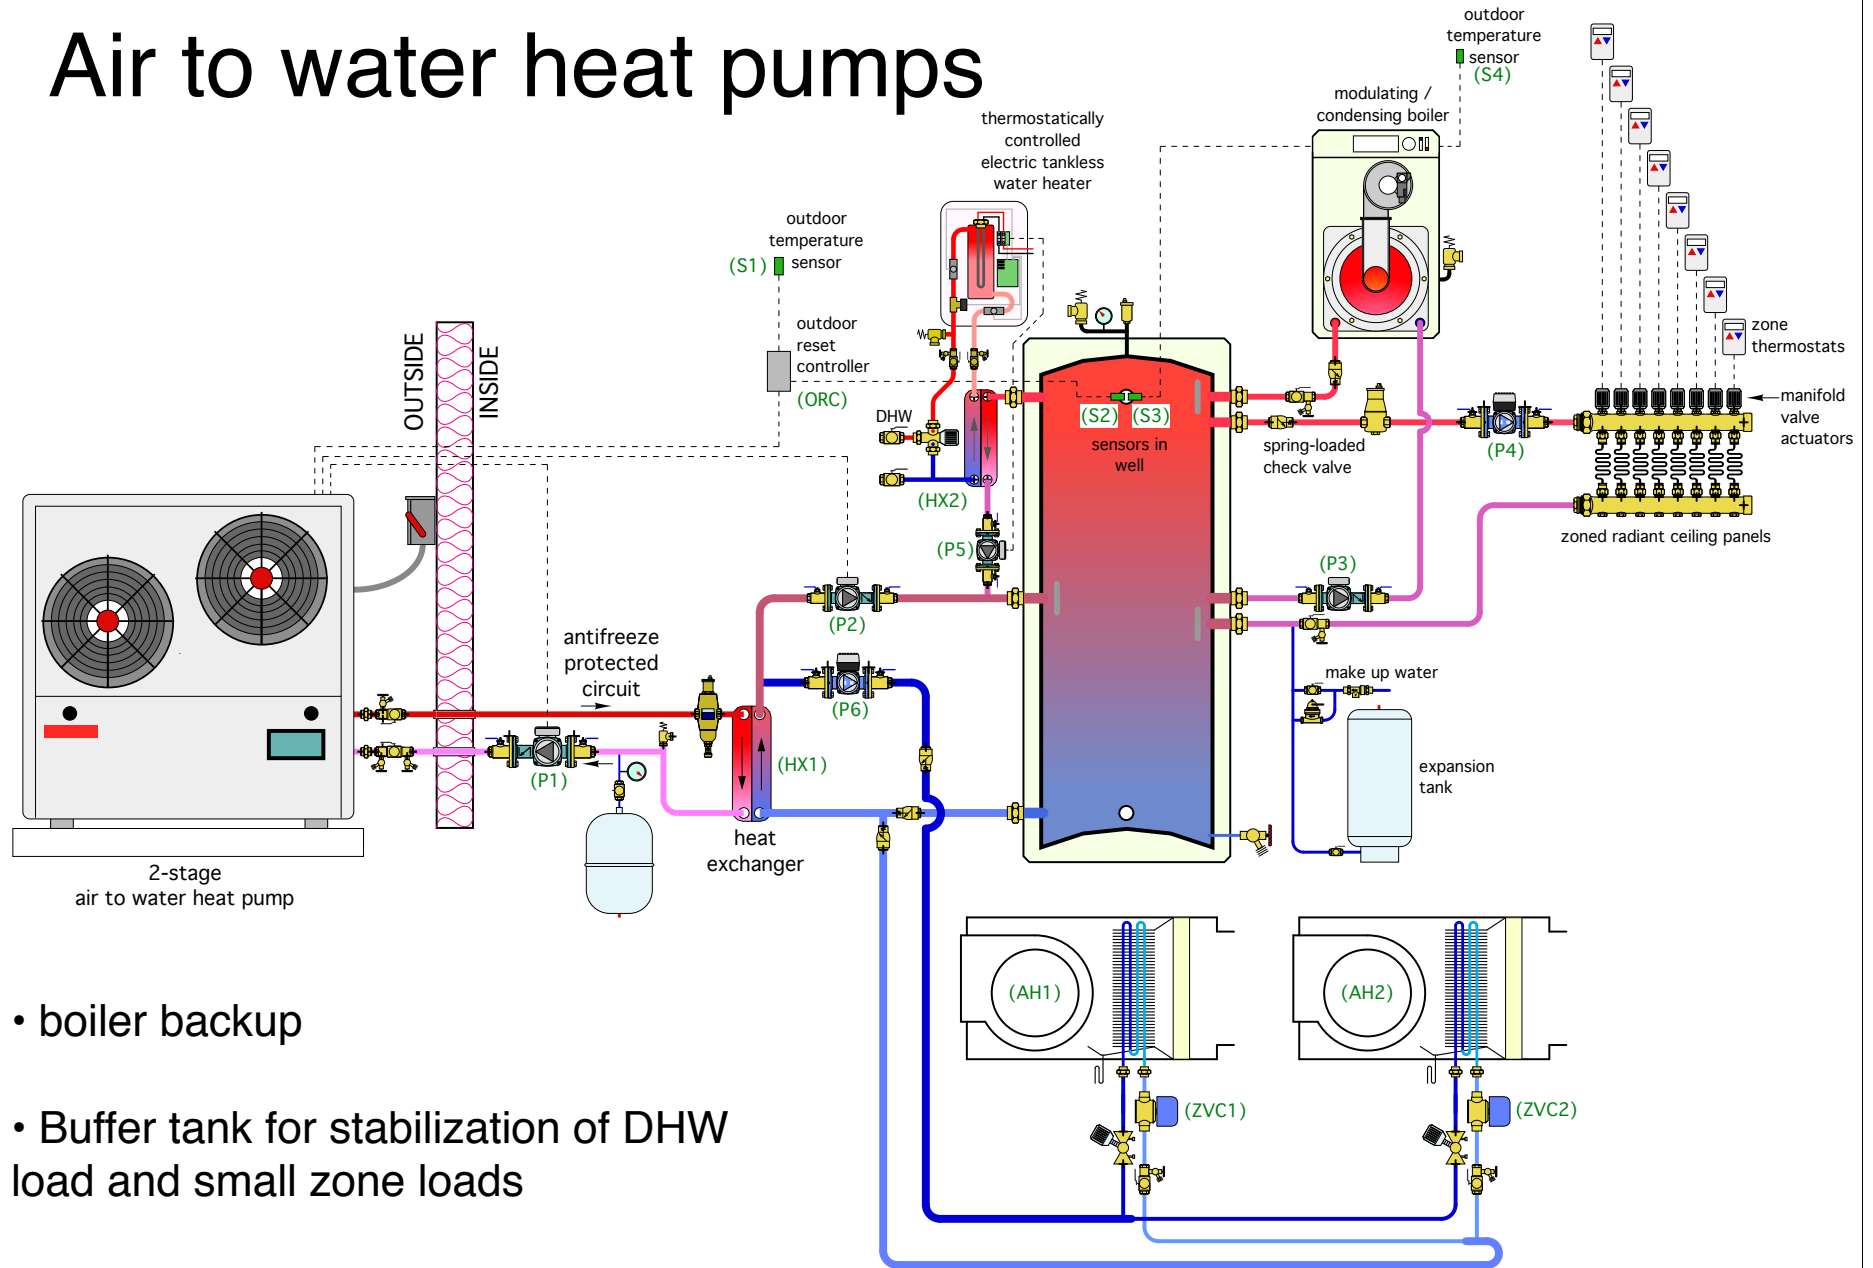 Air to water heat pumps
outdoor
temperature
sensor
(S4)
modulating /
condensing boiler
thermostatically
controlled
electric tankless
water heater
outdoor
temperature
(S1) sensor
outdoor
reset
controller
(ORC)
OUTSIDE
INSIDE
zone
thermostats
manifold
valve
actuators
DHW
(S2) (S3)
sensors in
well
spring-loaded
check valve
(P4)
(HX2)
(P5)
zoned radiant ceiling panels
(P3)
(P2)
antifreeze
protected
circuit
make up water
(P6)
(HX1)
(P1)
expansion
tank
heat
exchanger
2-stage
air to water heat pump
(AH1)
(AH2)
(ZVC1)
(ZVC2)
• boiler backup
• Buffer tank for stabilization of DHW
load and small zone loads